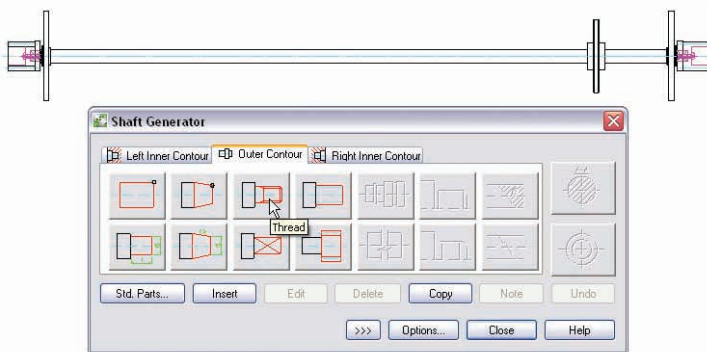 Shaft Generator
Left Inner Contour Outer Contour Right Inner Contour
Thread
Std. Parts... Insert Edit Delete Copy Note Undo
>>> Options... Close Help